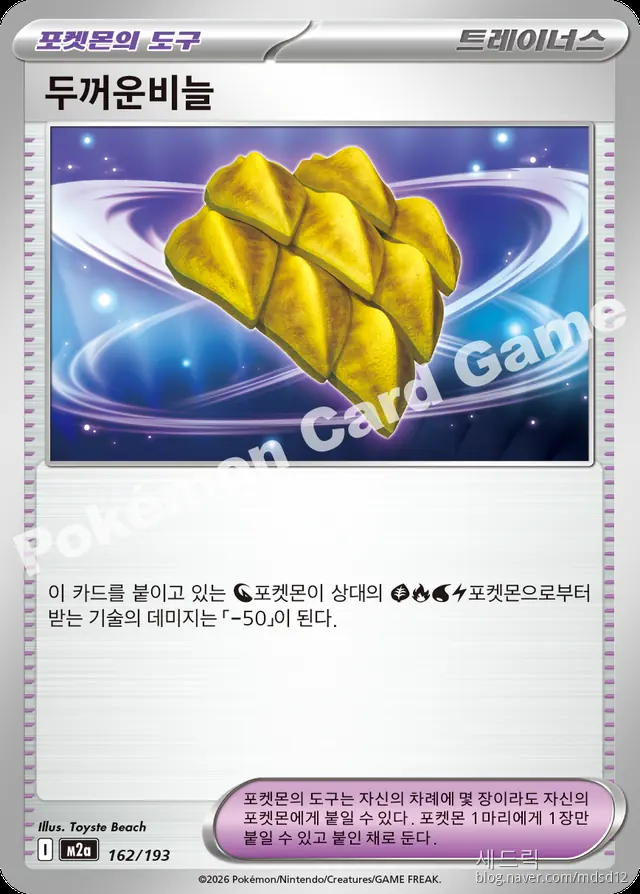 포켓몬의 도구
트레이너스
두꺼운비늘
Pokémon Card Game
이 카드를 붙이고 있는 포켓몬이 상대의 포켓몬으로부터
받는 기술의 데미지는 「-50」이 된다.
포켓몬의 도구는 자신의 차례에 몇 장이라도 자신의
포켓몬에게 붙일 수 있다. 포켓몬 1마리에게 1장만
붙일 수 있고 붙인 채로 둔다.
Illus. Toyste Beach
I M2a 162/193
©2026 Pokémon/Nintendo/Creatures/GAME FREAK.
세드릭
blog.naver.com/mdsd12